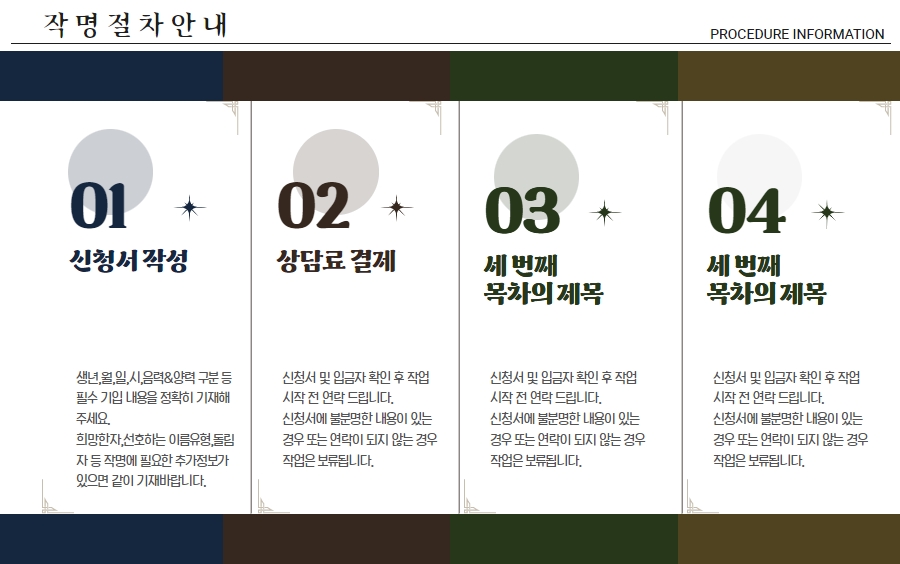 작명절차안내
PROCEDURE INFORMATION
01
신청서 작성
생년,월,일,시,음력&양력 구분 등
필수 기입 내용을 정확히 기재해
주세요.
희망한자,선호하는 이름유형,돌림
자 등 작명에 필요한 추가정보가
있으면 같이 기재바랍니다.
02
상담료 결제
신청서 및 입금자 확인 후 작업
시작 전 연락 드립니다.
신청서에 불분명한 내용이 있는
경우 또는 연락이 되지 않는 경우
작업은 보류됩니다.
03
세 번째
목차의 제목
신청서 및 입금자 확인 후 작업
시작 전 연락 드립니다.
신청서에 불분명한 내용이 있는
경우 또는 연락이 되지 않는 경우
작업은 보류됩니다.
04
세 번째
목차의 제목
신청서 및 입금자 확인 후 작업
시작 전 연락 드립니다.
신청서에 불분명한 내용이 있는
경우 또는 연락이 되지 않는 경우
작업은 보류됩니다.